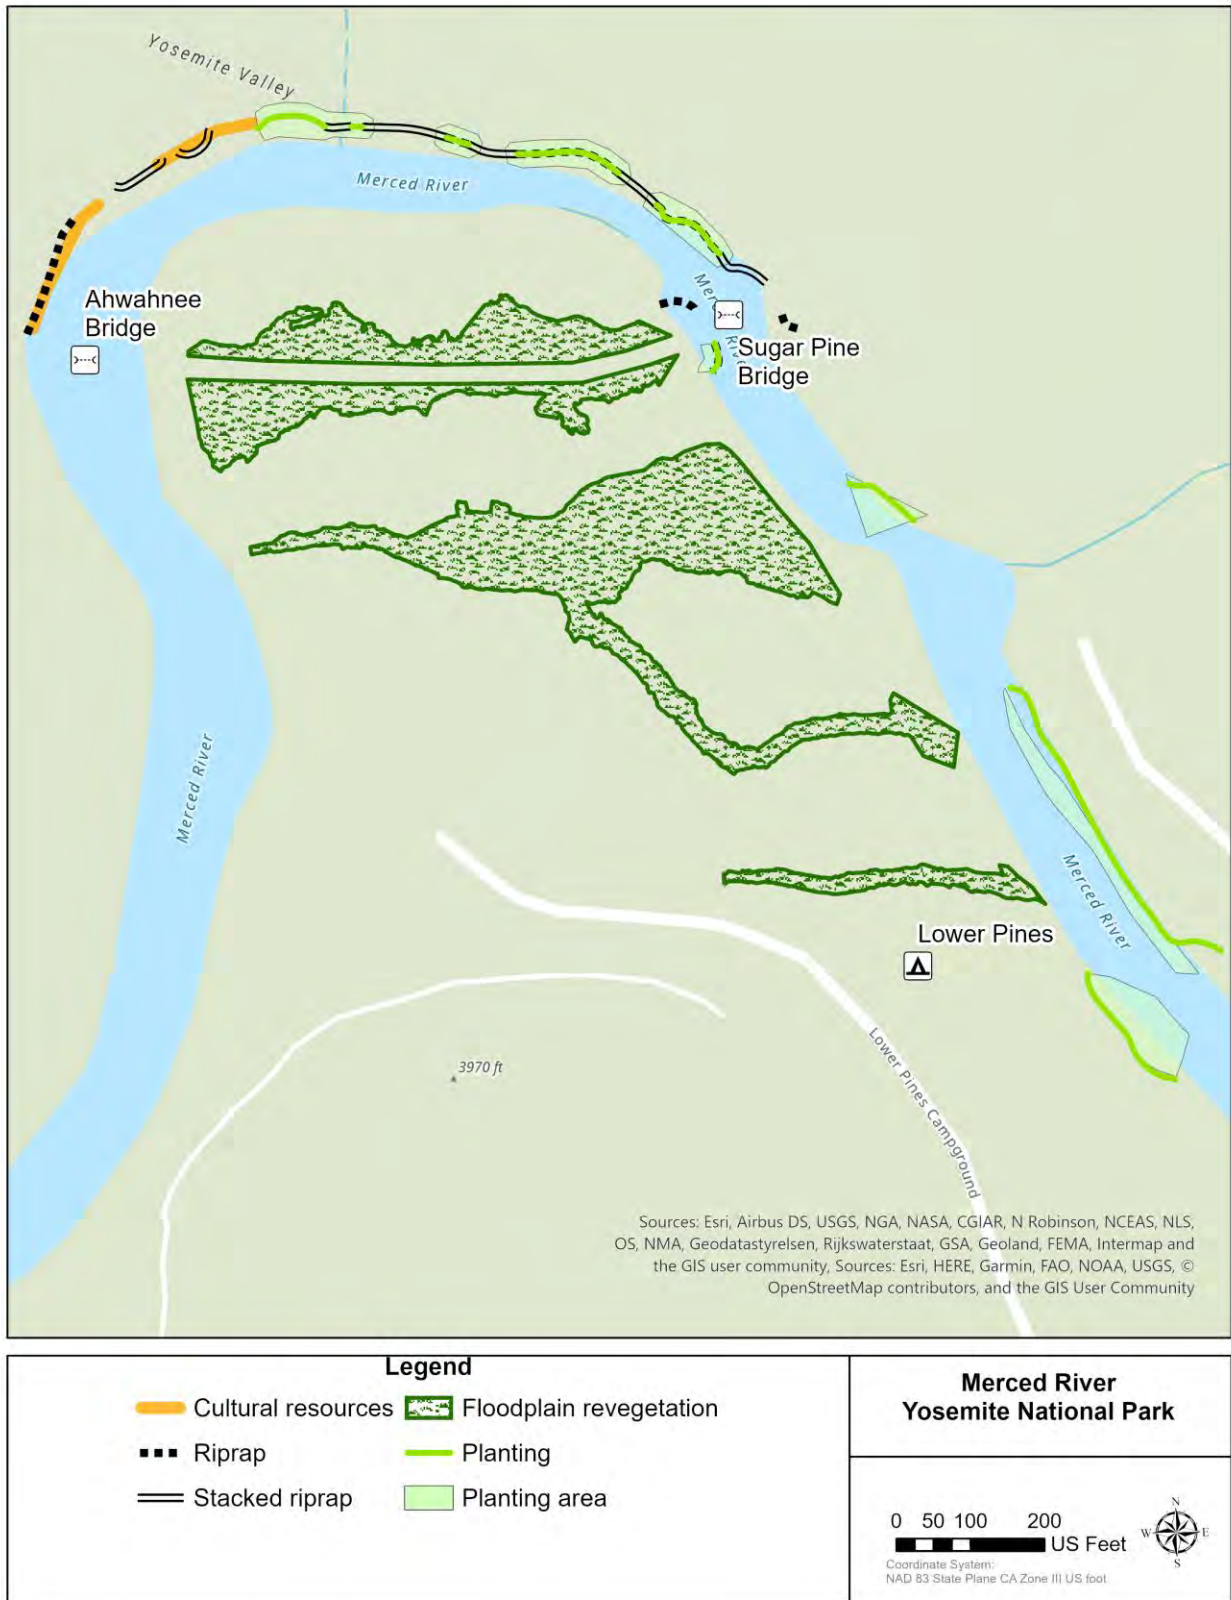 Yosemite Valley
Merced River
Ahwahnee
Bridge
Merced River
Sugar Pine
Bridge
Merced River
Merced River
Lower Pines
Lower Pines Campground
3970 ft
Sources: Esri, Airbus DS, USGS, NGA, NASA, CGIAR, N Robinson, NCEAS, NLS,
OS, NMA, Geodatastyrelsen, Rijkswaterstaat, GSA, Geoland, FEMA, Intermap and
the GIS user community, Sources: Esri, HERE, Garmin, FAO, NOAA, USGS, ©
OpenStreetMap contributors, and the GIS User Community
Legend
Cultural resources
Floodplain revegetation
Riprap
Planting
Stacked riprap
Planting area
Merced River
Yosemite National Park
0 50 100 200
US Feet
N
W E
S
Coordinate System:
NAD 83 State Plane CA Zone III US foot